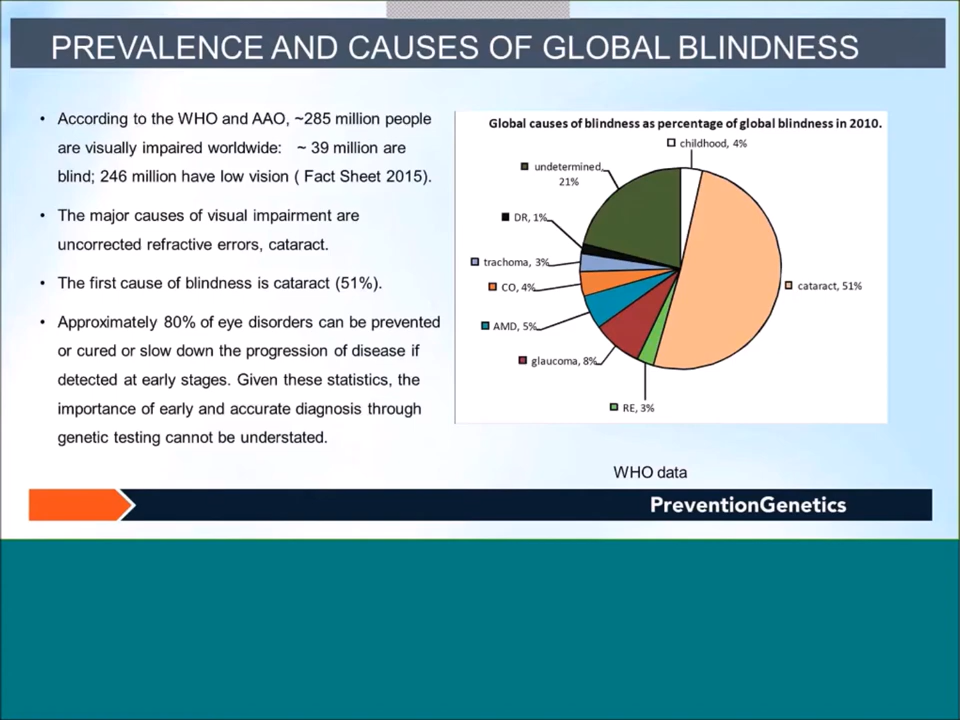 PREVALENCE AND CAUSES OF GLOBAL BLINDNESS
• According to the WHO and AAO, ~285 million people
are visually impaired worldwide: ~ 39 million are
blind; 246 million have low vision ( Fact Sheet 2015).
• The major causes of visual impairment are
uncorrected refractive errors, cataract.
• The first cause of blindness is cataract (51%).
• Approximately 80% of eye disorders can be prevented
or cured or slow down the progression of disease if
detected at early stages. Given these statistics, the
importance of early and accurate diagnosis through
genetic testing cannot be understated.
Global causes of blindness as percentage of global blindness in 2010.
childhood, 4%
undetermined,
21%
DR, 1%
trachoma, 3%
CO, 4%
cataract, 51%
AMD, 5%
glaucoma, 8%
RE, 3%
WHO data
PreventionGenetics